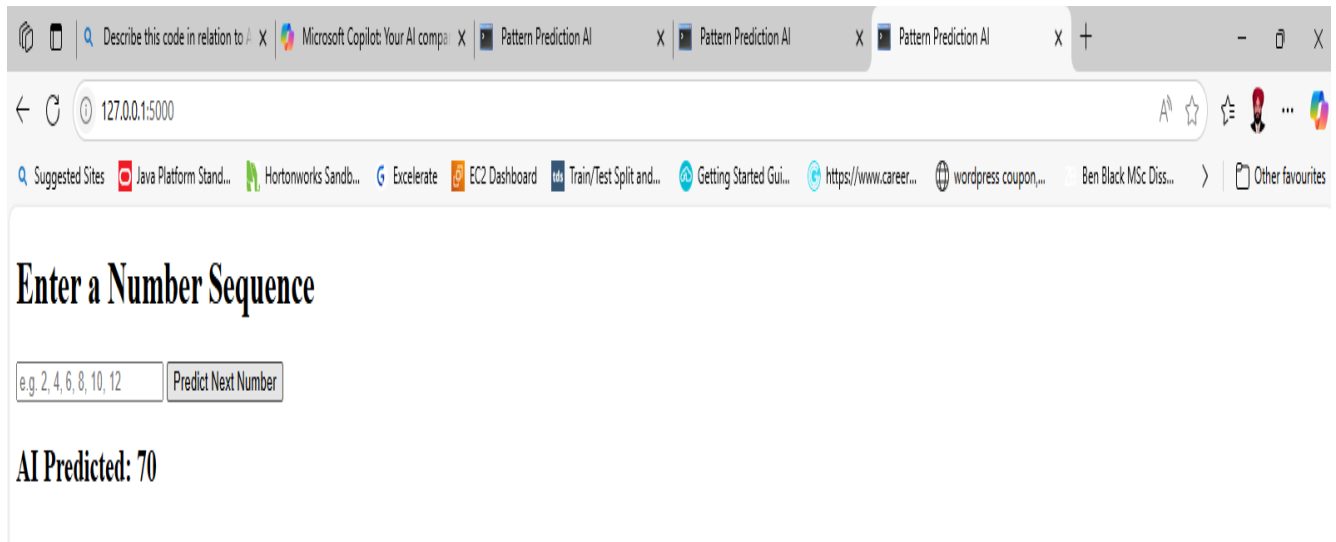 Describe this code in relation to A
Microsoft Copilot: Your AI compa
Pattern Prediction AI
Pattern Prediction AI
Pattern Prediction AI
127.0.0.1:5000
Suggested Sites
Java Platform Stand...
Hortonworks Sandb...
Excelerate
EC2 Dashboard
tds
Train/Test Split and...
Getting Started Gui...
https://www.career...
wordpress coupon,...
Ben Black MSc Diss...
Other favourites
Enter a Number Sequence
e.g. 2, 4, 6, 8, 10, 12
Predict Next Number
AI Predicted: 70